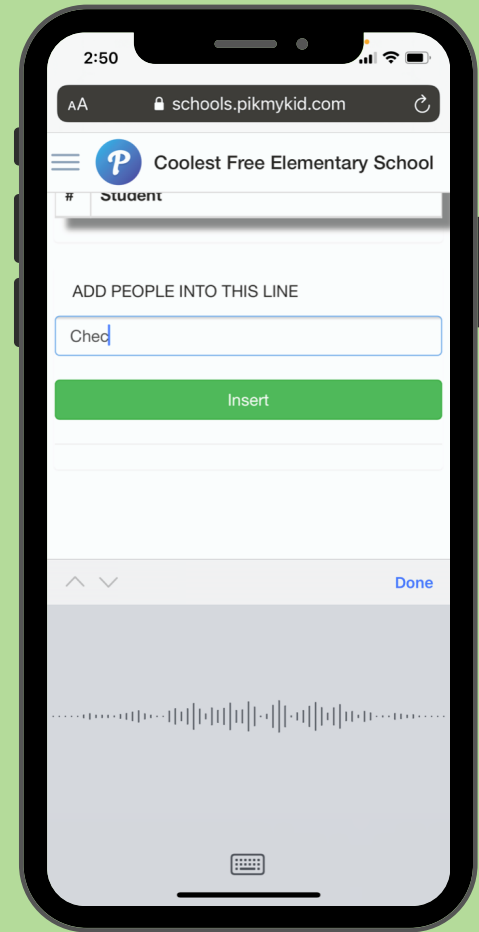 2:50
AA schools.pikmykid.com
P Coolest Free Elementary School
# Student
ADD PEOPLE INTO THIS LINE
Chec
Insert
Done